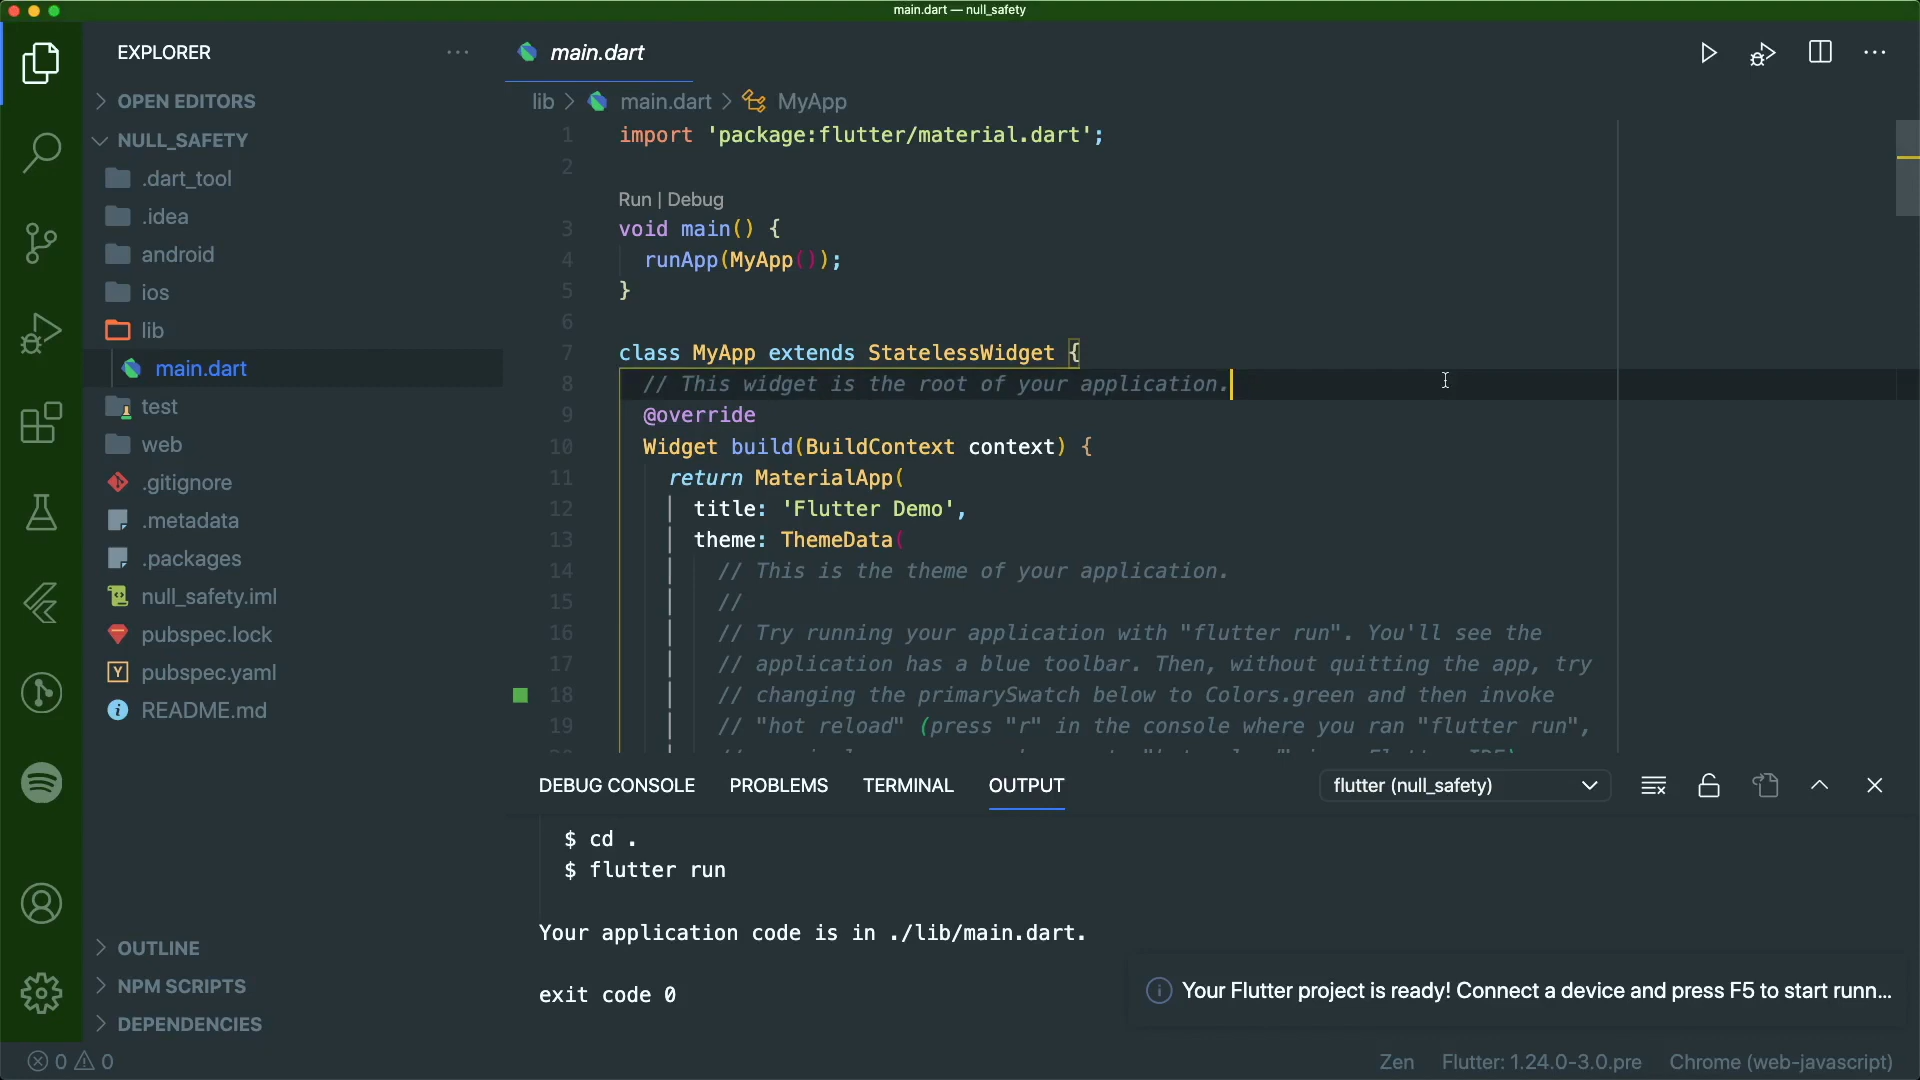 main.dart — null_safety
EXPLORER
OPEN EDITORS
NULL_SAFETY
.dart_tool
.idea
android
ios
lib
main.dart
test
web
.gitignore
.metadata
.packages
null_safety.iml
pubspec.lock
pubspec.yaml
README.md
OUTLINE
NPM SCRIPTS
DEPENDENCIES
main.dart
lib > main.dart > MyApp
1 import 'package:flutter/material.dart';
2
Run | Debug
3 void main() {
4 runApp(MyApp());
5 }
6
7 class MyApp extends StatelessWidget {
8 // This widget is the root of your application.
9 @override
10 Widget build(BuildContext context) {
11 return MaterialApp(
12 title: 'Flutter Demo',
13 theme: ThemeData(
14 // This is the theme of your application.
15 //
16 // Try running your application with "flutter run". You'll see the
17 // application has a blue toolbar. Then, without quitting the app, try
18 // changing the primarySwatch below to Colors.green and then invoke
19 // "hot reload" (press "r" in the console where you ran "flutter run",
DEBUG CONSOLE PROBLEMS TERMINAL OUTPUT flutter (null_safety)
$ cd .
$ flutter run
Your application code is in ./lib/main.dart.
exit code 0
Your Flutter project is ready! Connect a device and press F5 to start runn...
0 0 Zen Flutter: 1.24.0-3.0.pre Chrome (web-javascript)